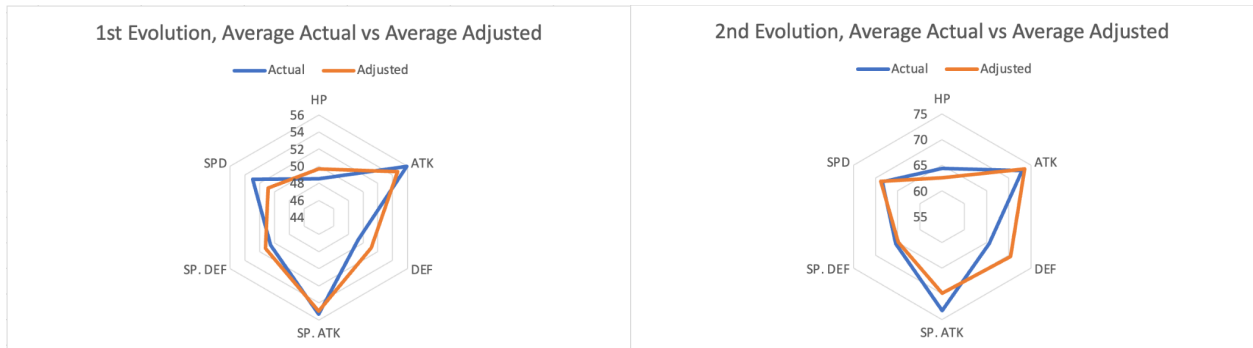 1st Evolution, Average Actual vs Average Adjusted
Actual Adjusted
HP
56
54
52
50
48
46
44
ATK
DEF
SP. ATK
SP. DEF
SPD
2nd Evolution, Average Actual vs Average Adjusted
Actual Adjusted
HP
75
70
65
60
55
ATK
DEF
SP. ATK
SP. DEF
SPD